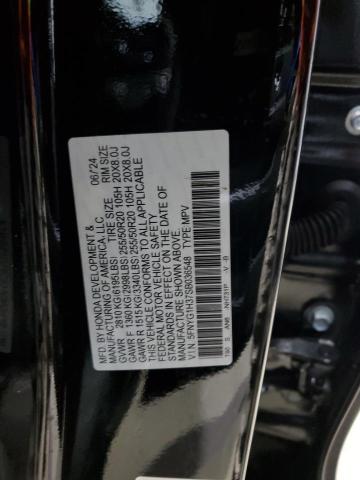 MFD. BY HONDA DEVELOPMENT & 06/24
MANUFACTURING OF AMERICA, LLC.
TIRE SIZE RIM SIZE
GVWR 2810 KG(6195LBS)
GAWR F 1360 KG(2998LBS) 255/50R20 105H 20X8.0J
GAWR R 1515 KG(3340LBS) 255/50R20 105H 20X8.0J
THIS VEHICLE CONFORMS TO ALL APPLICABLE
FEDERAL MOTOR VEHICLE SAFETY
STANDARDS IN EFFECT ON THE DATE OF
MANUFACTURE SHOWN ABOVE.
V.I.N: 5FNYG1H37SB036548 TYPE MPV
NH731P V -B